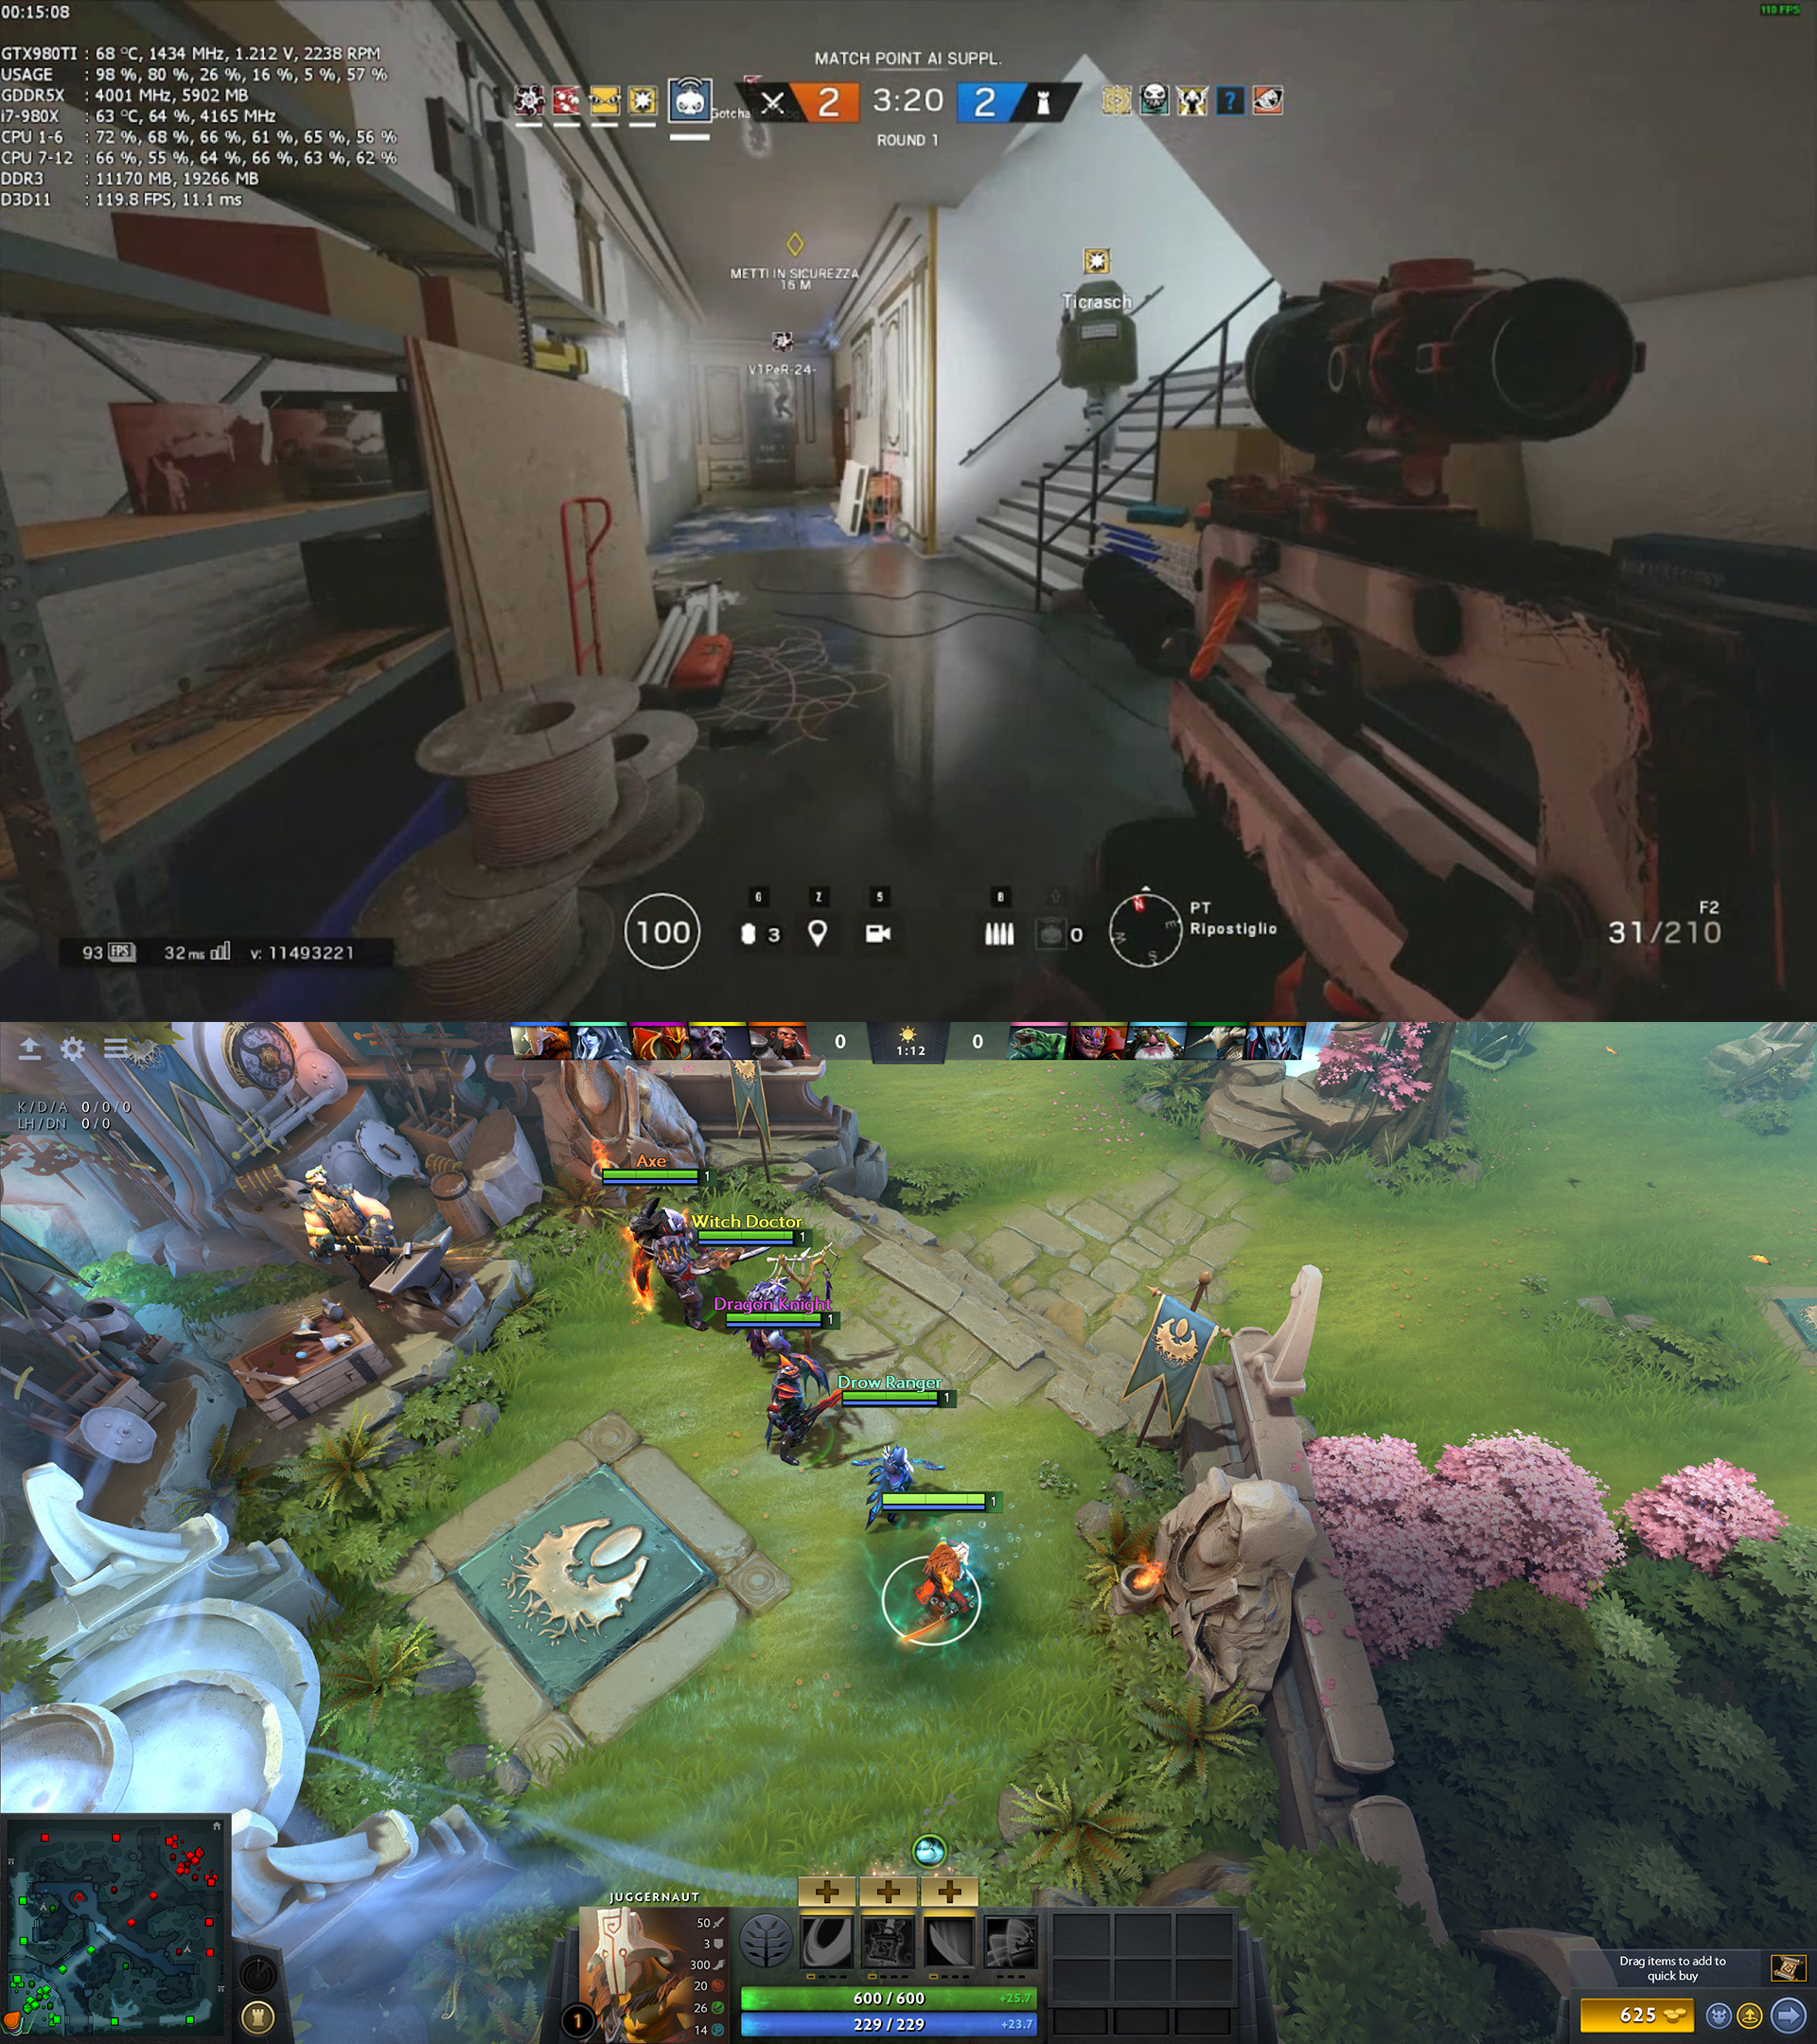 00:15:08
110 FPS
GTX980TI : 68 °C, 1434 MHz, 1.212 V, 2238 RPM
USAGE : 98 %, 80 %, 26 %, 16 %, 5 %, 57 %
GDDR5X : 4001 MHz, 5902 MB
i7-980X : 63 °C, 64 %, 4165 MHz
CPU 1-6 : 72 %, 68 %, 66 %, 61 %, 65 %, 56 %
CPU 7-12 : 66 %, 55 %, 64 %, 66 %, 63 %, 62 %
DDR3 : 11170 MB, 19266 MB
D3D11 : 119.8 FPS, 11.1 ms
MATCH POINT AI SUPPL.
Gotcha
2 3:20 2
?
ROUND 1
METTI IN SICUREZZA
16 M
Ticrasch
V1PeR-24-
G Z 5 B
100 3 0
N E S
PT
Ripostiglio
F2
31/210
93 FPS 32 ms v: 11493221
0 1:12 0
K/D/A 0/0/0
LH/DN 0/0
Axe
1
Witch Doctor
1
Dragon Knight
1
Drow Ranger
1
1
JUGGERNAUT
50
3
300
20
26
14
1
600 / 600 +25.7
229 / 229 +23.7
Drag items to add to
quick buy
625